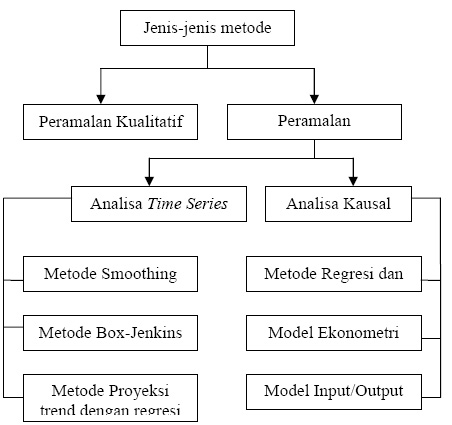 Jenis-jenis metode
Peramalan Kualitatif
Peramalan
Analisa Time Series
Analisa Kausal
Metode Smoothing
Metode Box-Jenkins
Metode Proyeksi
trend dengan regresi
Metode Regresi dan
Model Ekonometri
Model Input/Output